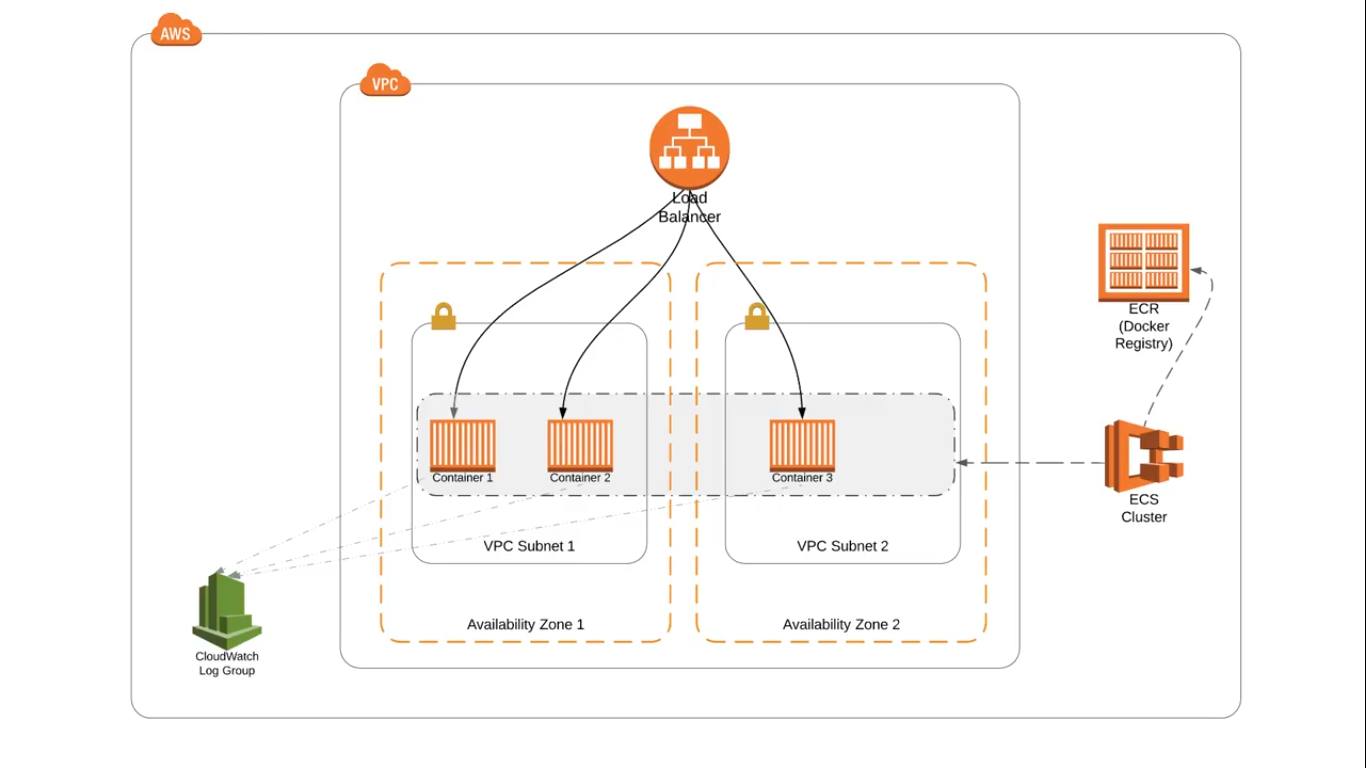 AWS
VPC
Load
Balancer
ECR
(Docker
Registry)
Container 1
Container 2
Container 3
ECS
Cluster
VPC Subnet 1
VPC Subnet 2
Availability Zone 1
Availability Zone 2
CloudWatch
Log Group